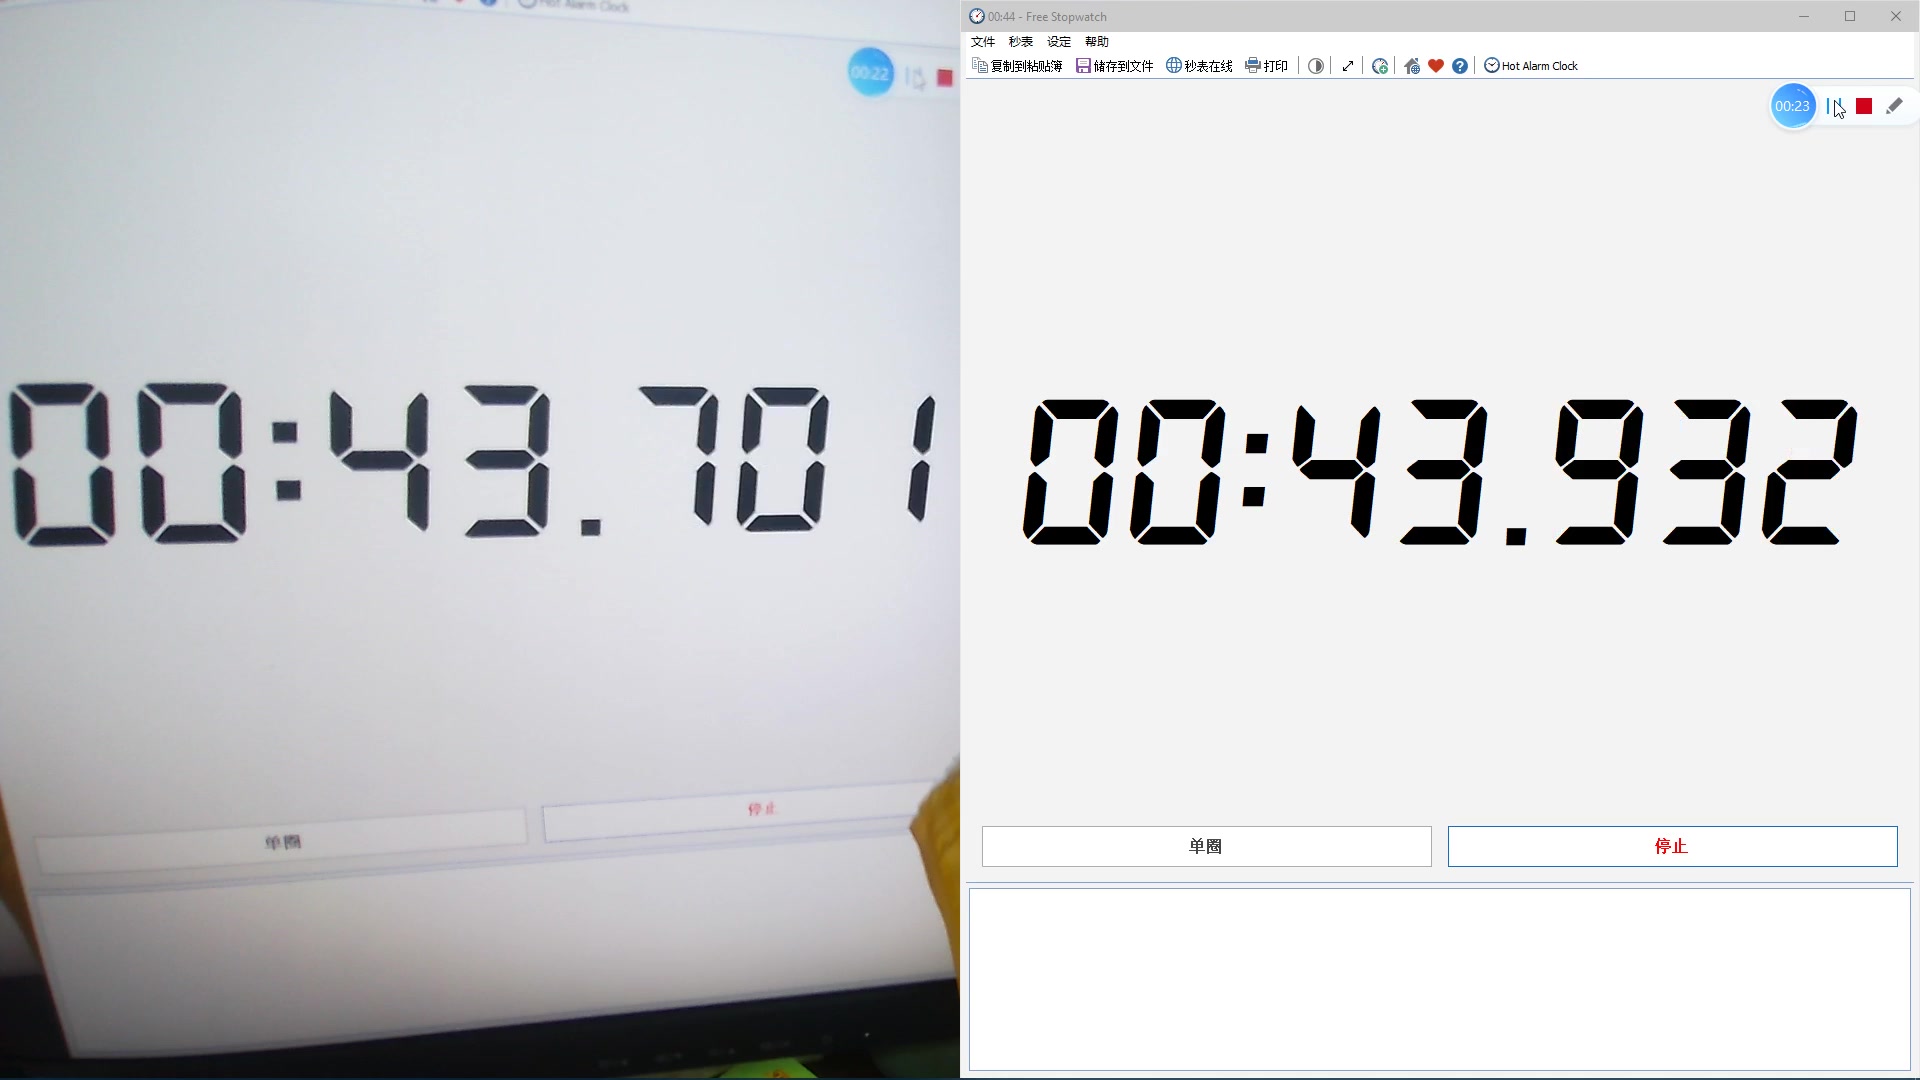 Hot Alarm Clock
00:22
00:43.701
单圈
停止
00:44 - Free Stopwatch
文件 秒表 设定 帮助
复制到粘贴簿 储存到文件 秒表在线 打印 Hot Alarm Clock
00:23
00:43.932
单圈 停止